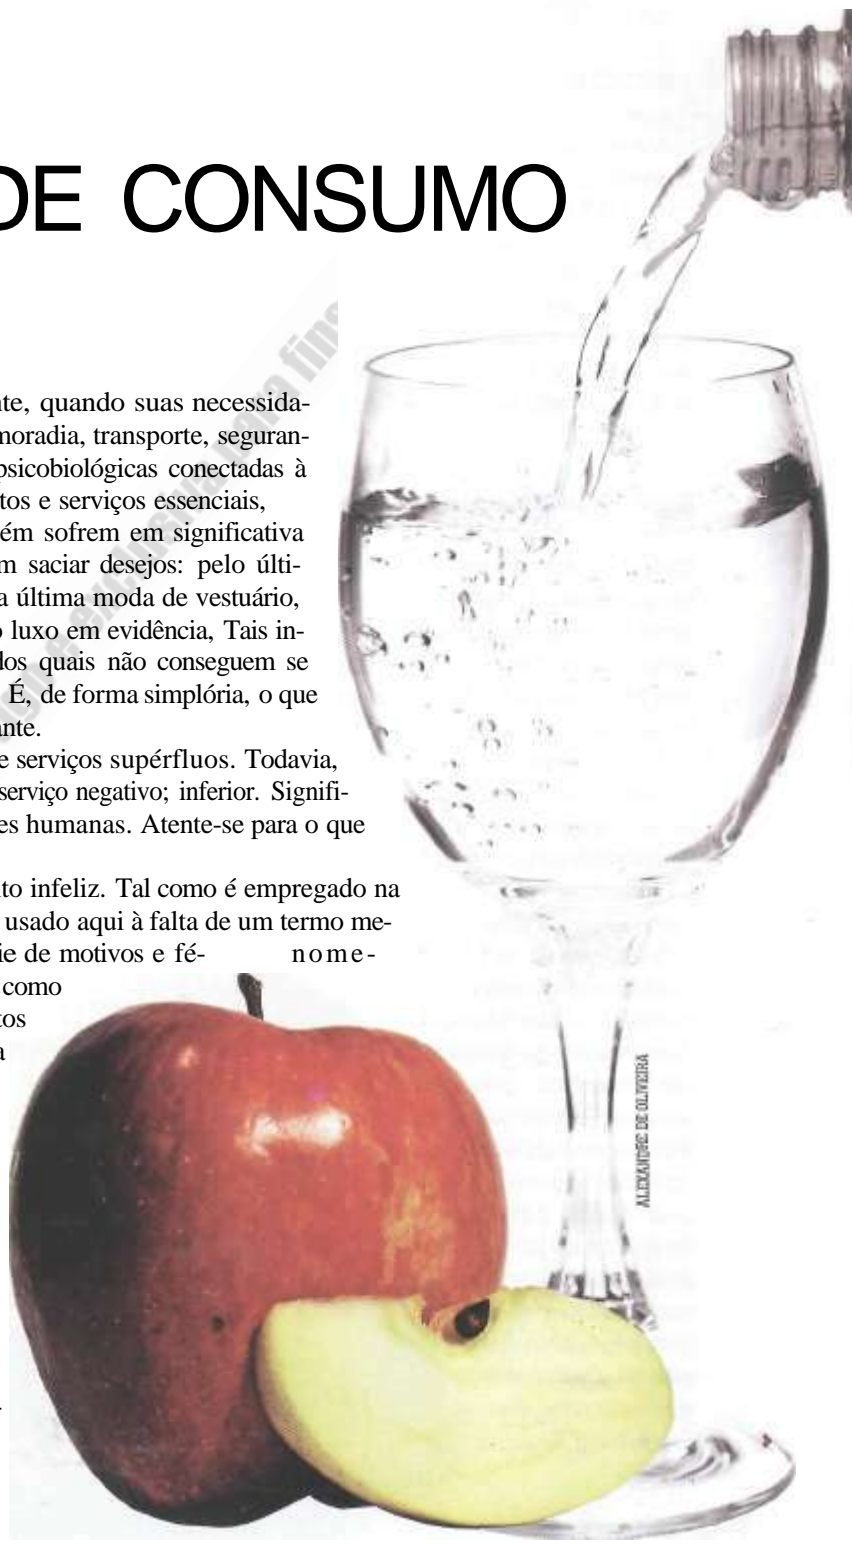 DE CONSUMO
nte, quando suas necessida-
moradia, transporte, seguran-
psicobiológicas conectadas à
tos e serviços essenciais,
ém sofrem em significativa
m saciar desejos: pelo últi-
a última moda de vestuário,
o luxo em evidência, Tais in-
dos quais não conseguem se
É, de forma simplória, o que
ante.
e serviços supérfluos. Todavia,
serviço negativo; inferior. Signifi-
es humanas. Atente-se para o que
to infeliz. Tal como é empregado na
usado aqui à falta de um termo me-
ie de motivos e fé- nome-
como
tos
a
ALEXANDRE DE OLIVEIRA